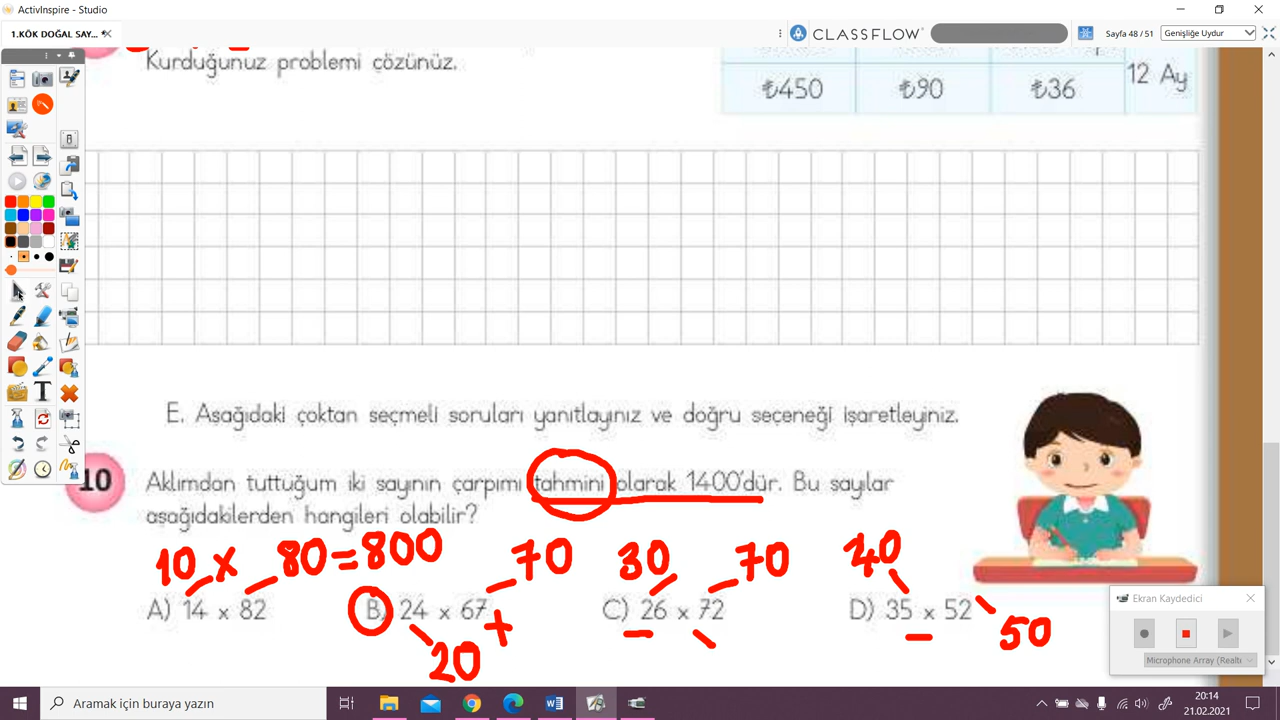 ActivInspire - Studio
1.KÖK DOĞAL SAY...
CLASSFLOW
Sayfa 48 / 51
Genişliğe Uydur
Kurduğunuz problemi çözünüz.
₺450 ₺90 ₺36 12 Ay
E. Aşağıdaki çoktan seçmeli soruları yanıtlayınız ve doğru seçeneği işaretleyiniz.
10 Aklımdan tuttuğum iki sayının çarpımı tahmini olarak 1400'dür. Bu sayılar
aşağıdakilerden hangileri olabilir?
10 x 80 = 800 70 30 70 40
A) 14 x 82 B) 24 x 67 C) 26 x 72 D) 35 x 52
20 x 50
Ekran Kaydedici
Microphone Array (Realte
Aramak için buraya yazın
20:14
21.02.2021